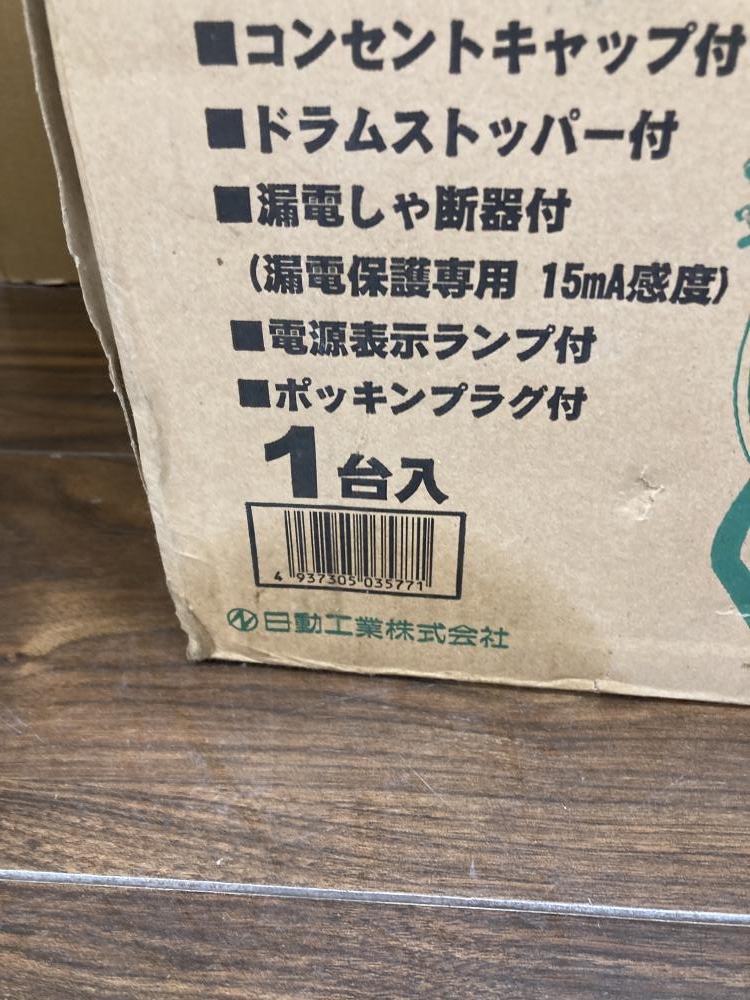 ■コンセントキャップ付
■ドラムストッパー付
■漏電しゃ断器付
(漏電保護専用 15mA感度)
■電源表示ランプ付
■ポッキンプラグ付
1台入
4 937305 035771
日動工業株式会社